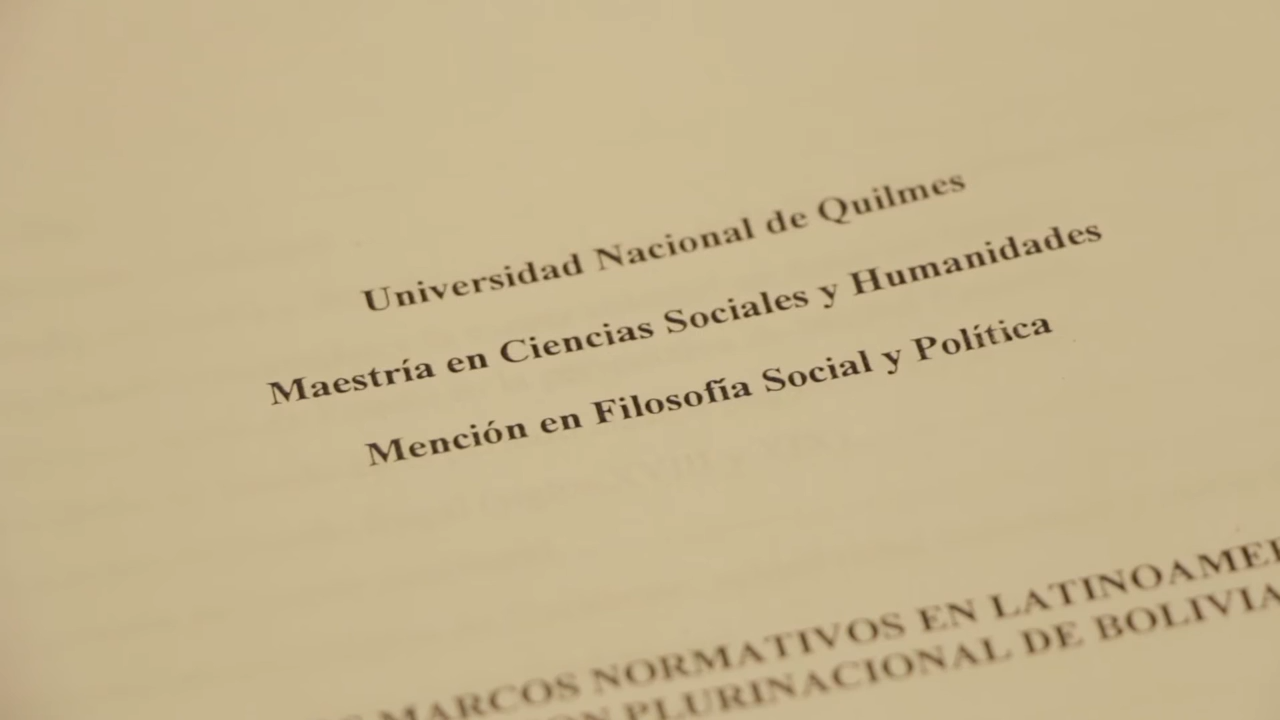 Universidad Nacional de Quilmes
Maestría en Ciencias Sociales y Humanidades
Mención en Filosofía Social y Política
MARCOS NORMATIVOS EN LATINOAMER
PLURINACIONAL DE BOLIVIA